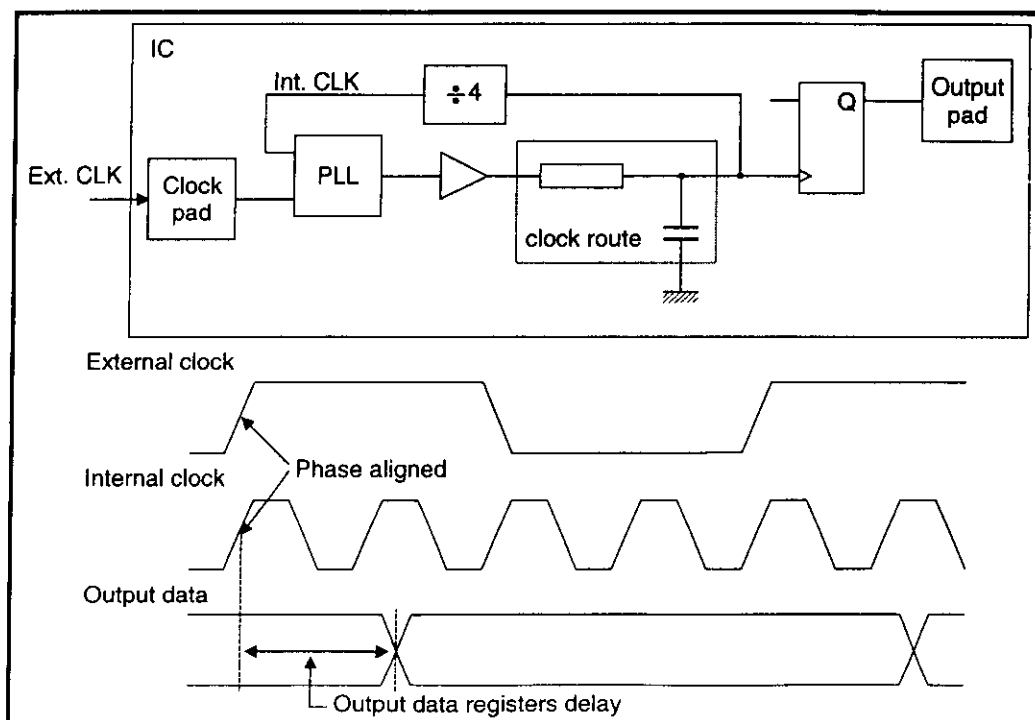 IC
Int. CLK
÷4
Q
Output
pad
Ext. CLK
Clock
pad
PLL
clock route
External clock
Phase aligned
Internal clock
Output data
Output data registers delay